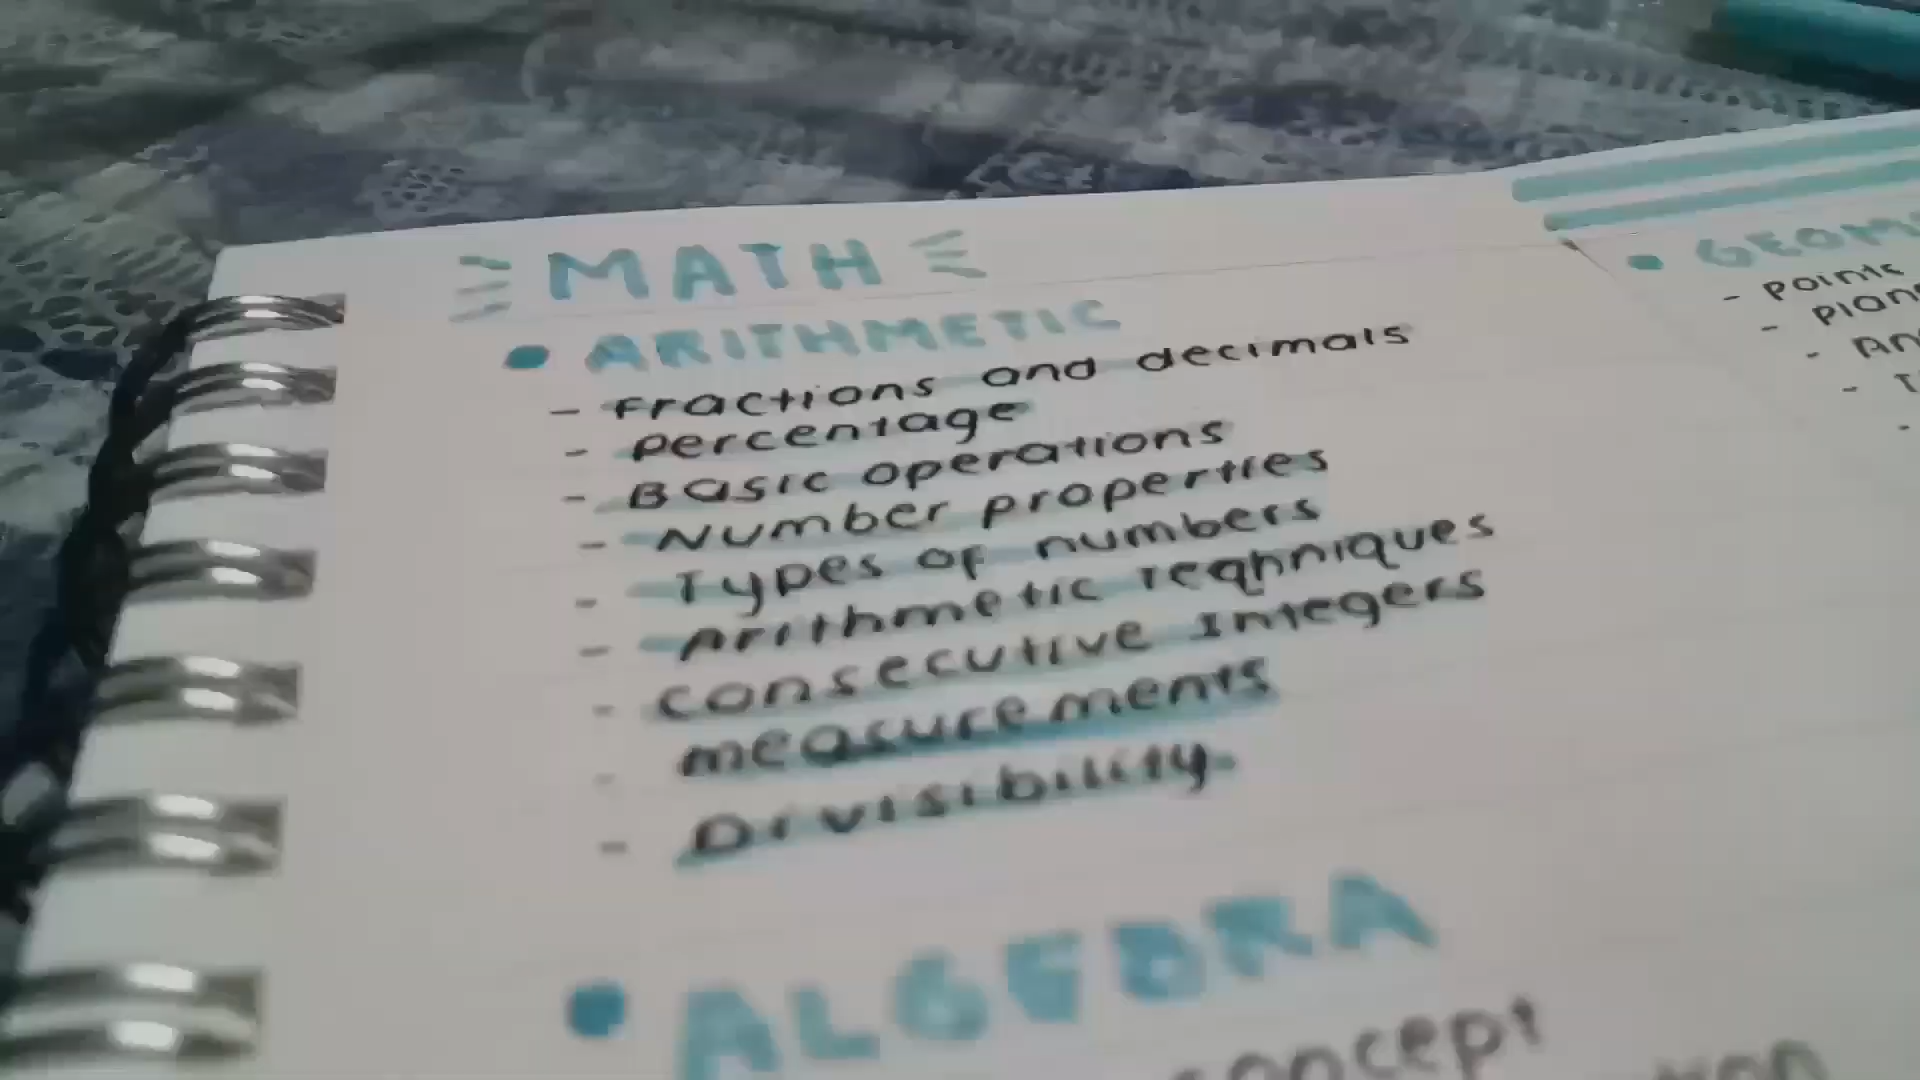 MATH
• ARITHMETIC
- Fractions and decimals
- percentage
- Basic operations
- Number properties
- Types of numbers
- Arithmetic Teqhniques
- consecutive Integers
- measurements
- Divisibility.
• ALGEBRA
concept
• GEOM
- Points
- Plan
- An
- T
-